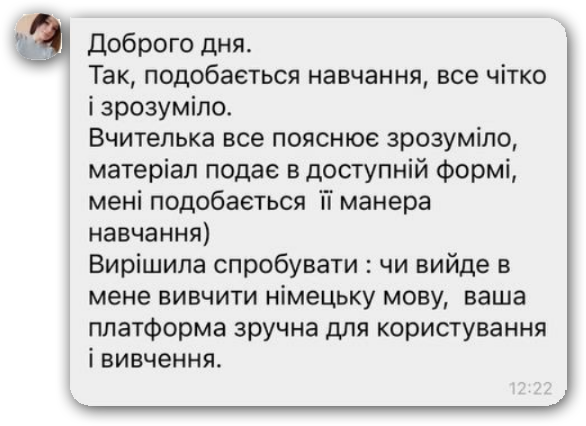 Доброго дня.
Так, подобається навчання, все чітко
і зрозуміло.
Вчителька все пояснює зрозуміло,
матеріал подає в доступній формі,
мені подобається  її манера
навчання)
Вирішила спробувати : чи вийде в
мене вивчити німецьку мову,  ваша
платформа зручна для користування
і вивчення.
12:22